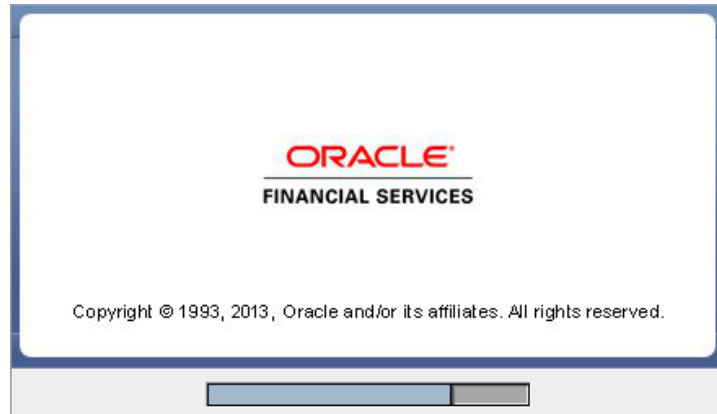 ORACLE®
FINANCIAL SERVICES
Copyright © 1993, 2013, Oracle and/or its affiliates. All rights reserved.